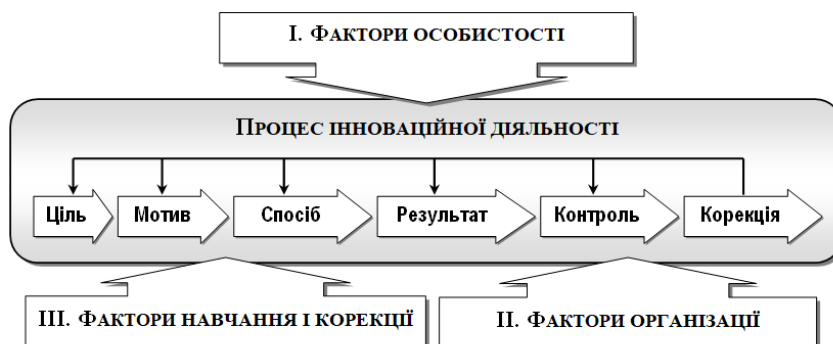 І. ФАКТОРИ ОСОБИСТОСТІ
ПРОЦЕС ІННОВАЦІЙНОЇ ДІЯЛЬНОСТІ
Ціль Мотив Спосіб Результат Контроль Корекція
ІІІ. ФАКТОРИ НАВЧАННЯ І КОРЕКЦІЇ ІІ. ФАКТОРИ ОРГАНІЗАЦІЇ